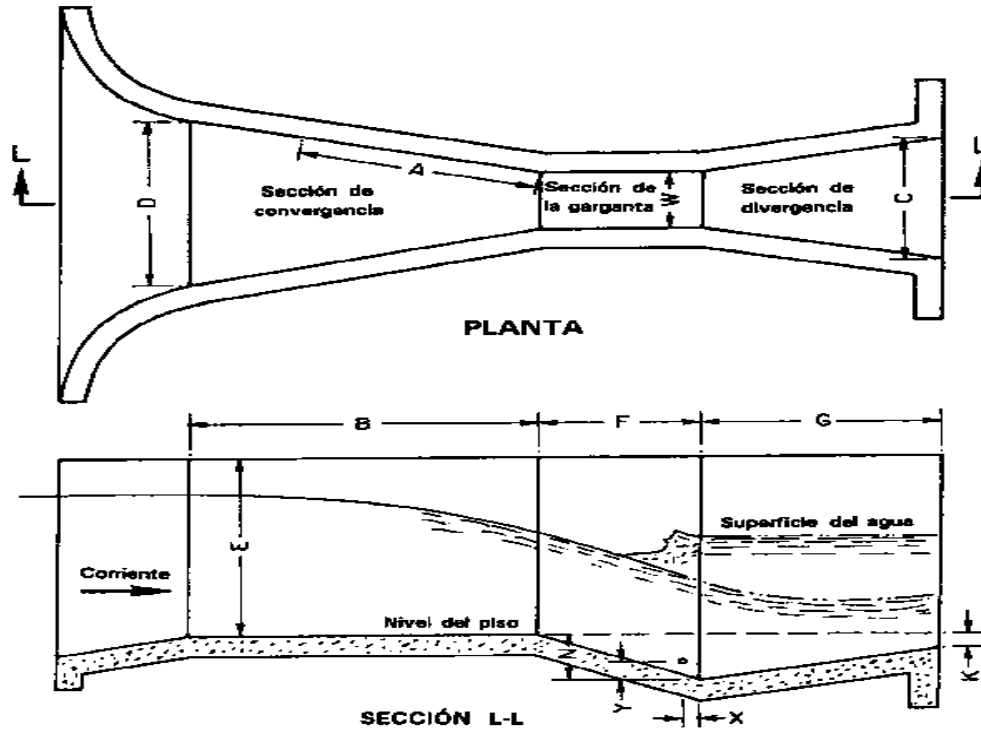 L
L
D
A
Sección de
convergencia
Sección de
la garganta
W
Sección de
divergencia
C
PLANTA
B
F
G
E
Superficie del agua
Corriente
Nivel del piso
N
K
Y
X
SECCIÓN L-L